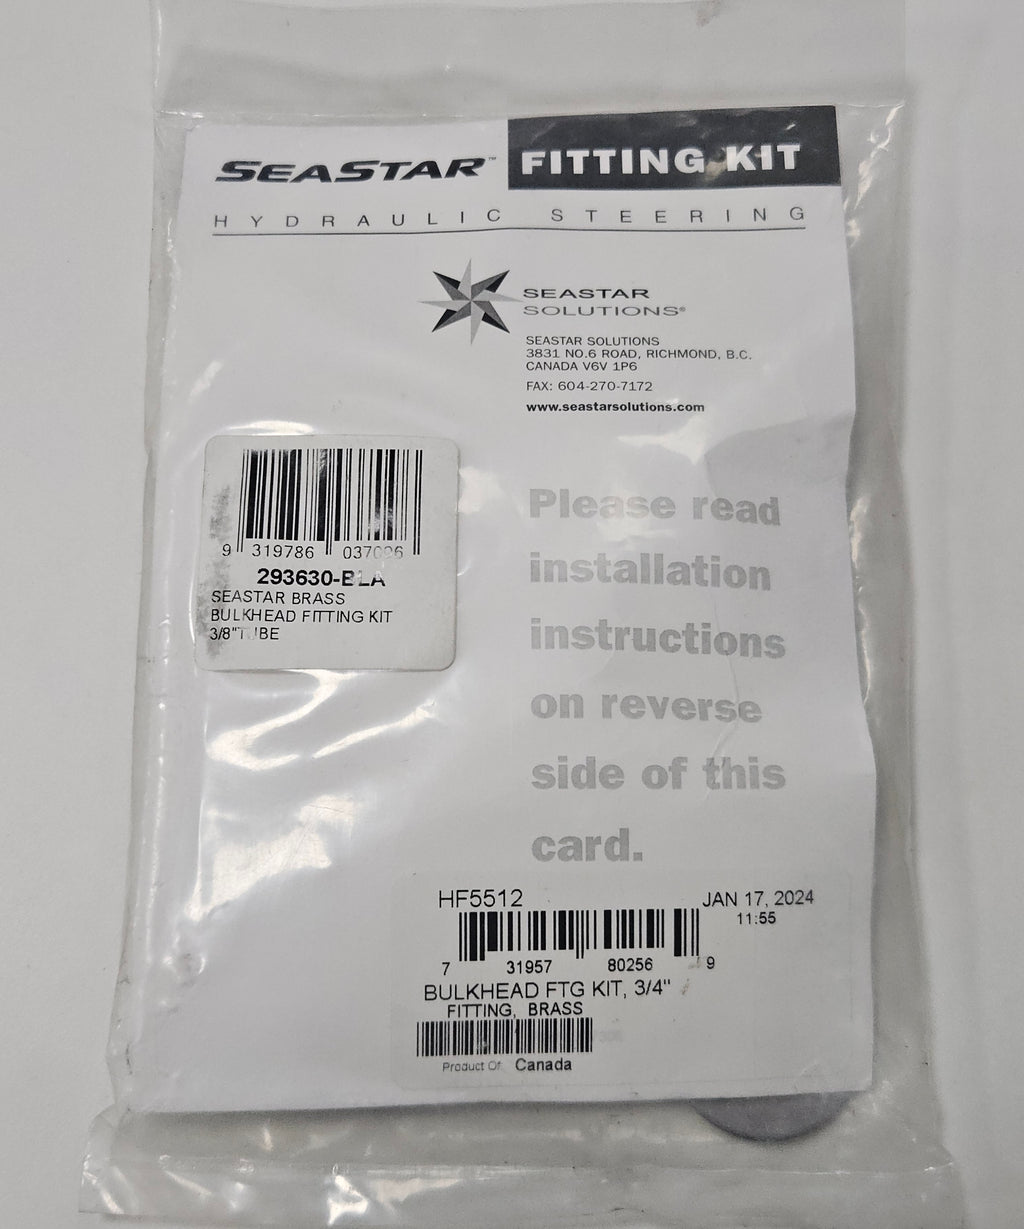 SEASTAR™ FITTING KIT
HYDRAULIC STEERING
SEASTAR
SOLUTIONS®
SEASTAR SOLUTIONS
3831 NO.6 ROAD, RICHMOND, B.C.
CANADA V6V 1P6
FAX: 604-270-7172
www.seastarsolutions.com
9 319786 037096
293630-BLA
SEASTAR BRASS
BULKHEAD FITTING KIT
3/8"
Please read
installation
instructions
on reverse
side of this
card.
HF5512
JAN 17, 2024
11:55
7 31957 80256 9
BULKHEAD FTG KIT, 3/4"
FITTING, BRASS
Product Of Canada